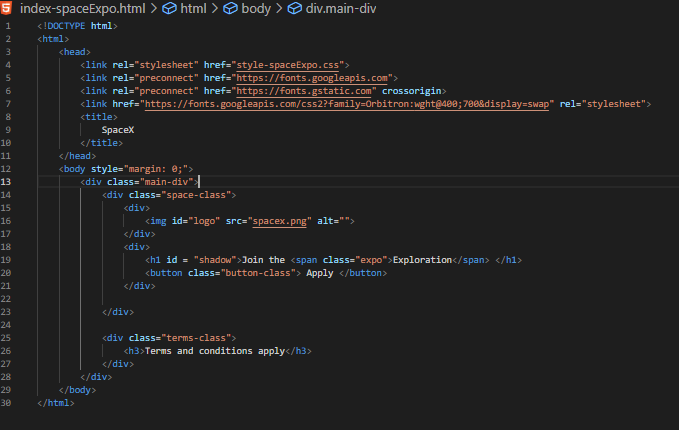 index-spaceExpo.html > html > body > div.main-div
1 <!DOCTYPE html>
2 <html>
3 <head>
4 <link rel="stylesheet" href="style-spaceExpo.css">
5 <link rel="preconnect" href="https://fonts.googleapis.com">
6 <link rel="preconnect" href="https://fonts.gstatic.com" crossorigin>
7 <link href="https://fonts.googleapis.com/css2?family=Orbitron:wght@400;700&display=swap" rel="stylesheet">
8 <title>
9 SpaceX
10 </title>
11 </head>
12 <body style="margin: 0;">
13 <div class="main-div">
14 <div class="space-class">
15 <div>
16 <img id="logo" src="spacex.png" alt="">
17 </div>
18 <div>
19 <h1 id = "shadow">Join the <span class="expo">Exploration</span> </h1>
20 <button class="button-class"> Apply </button>
21 </div>
22
23 </div>
24
25 <div class="terms-class">
26 <h3>Terms and conditions apply</h3>
27 </div>
28 </div>
29 </body>
30 </html>